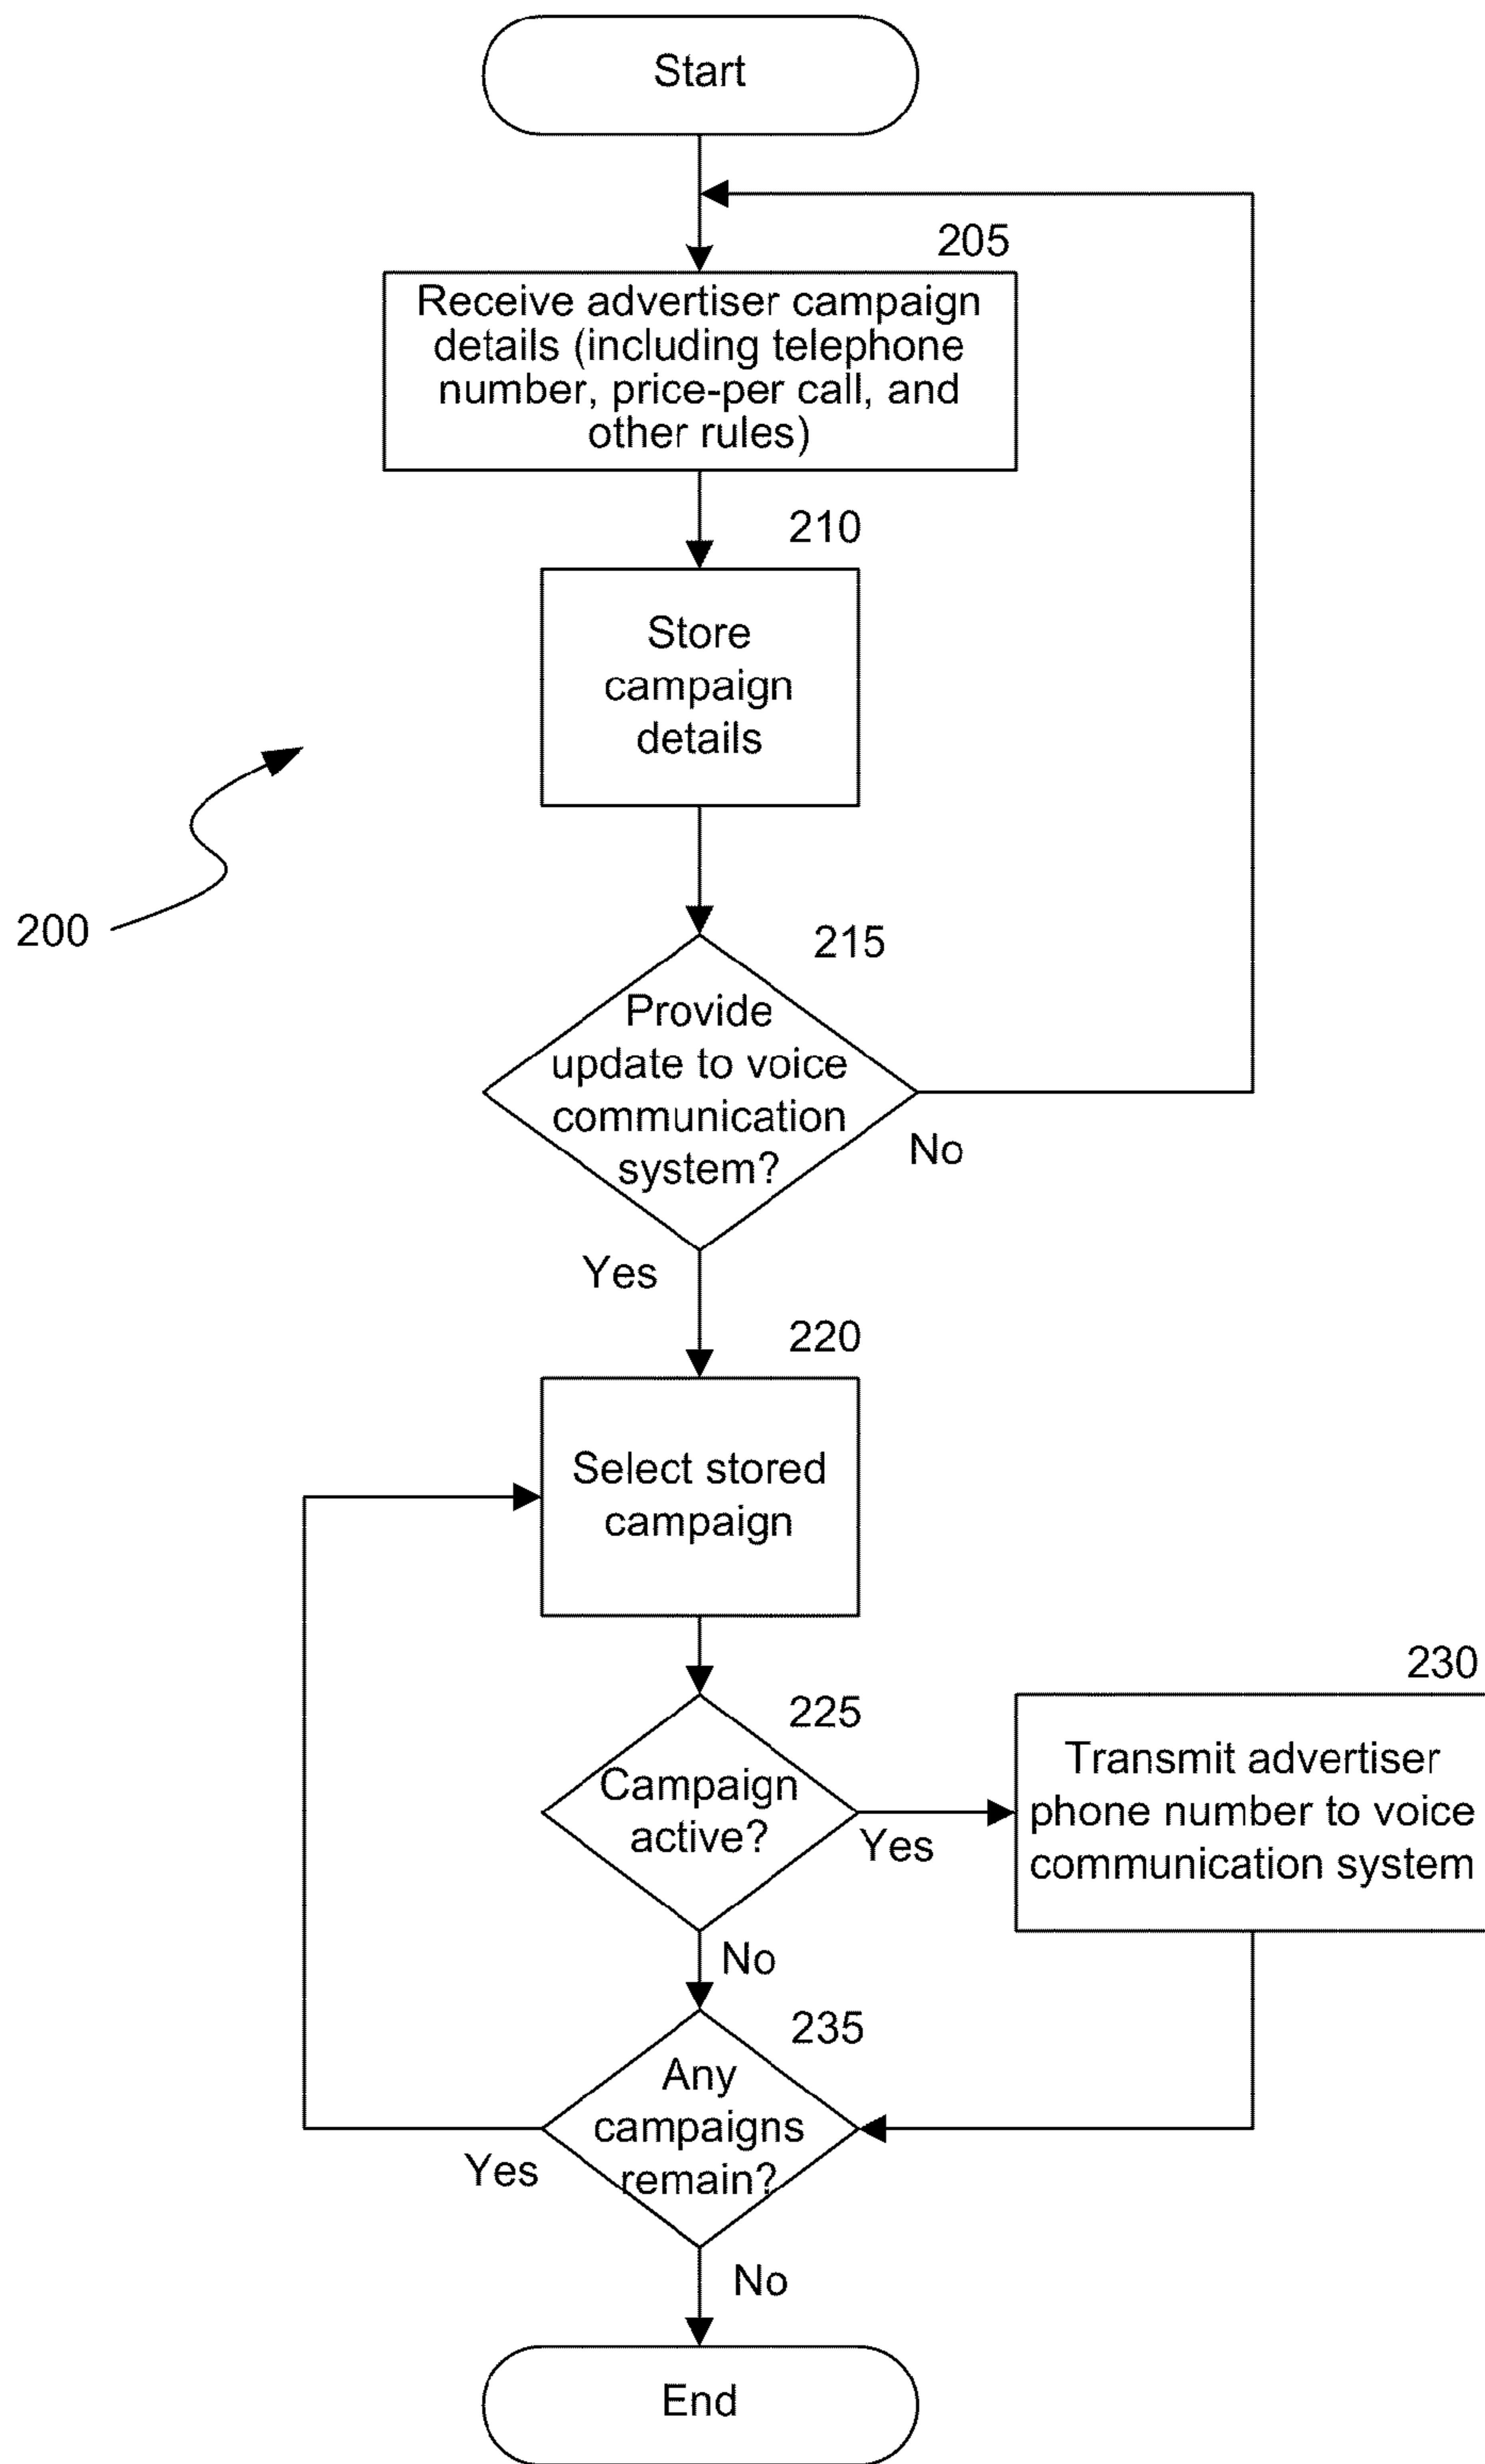 Start
205
Receive advertiser campaign
details (including telephone
number, price-per call, and
other rules)
210
Store
campaign
details
200
215
Provide
update to voice
communication
system?
No
Yes
220
Select stored
campaign
225
Campaign
active?
Yes
230
Transmit advertiser
phone number to voice
communication system
No
235
Any
campaigns
remain?
Yes
No
End